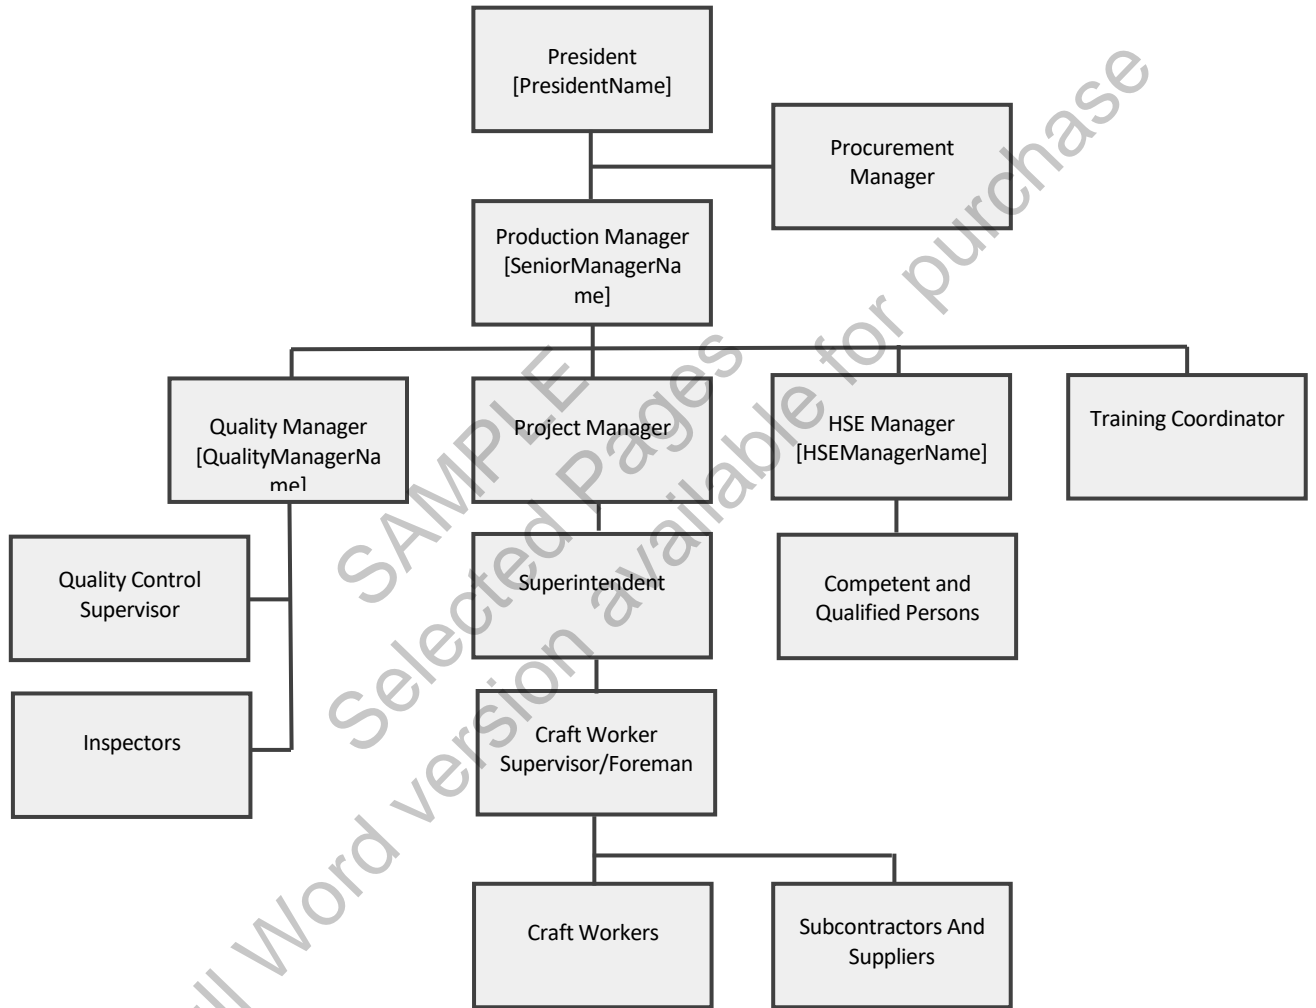 President
[PresidentName]
Procurement
Manager
Production Manager
[SeniorManagerNa
me]
Quality Manager
[QualityManagerNa
me]
Project Manager
HSE Manager
[HSEManagerName]
Training Coordinator
Quality Control
Supervisor
Superintendent
Competent and
Qualified Persons
Inspectors
Craft Worker
Supervisor/Foreman
Craft Workers
Subcontractors And
Suppliers
SAMPLE
Selected Pages
Word version available for purchase